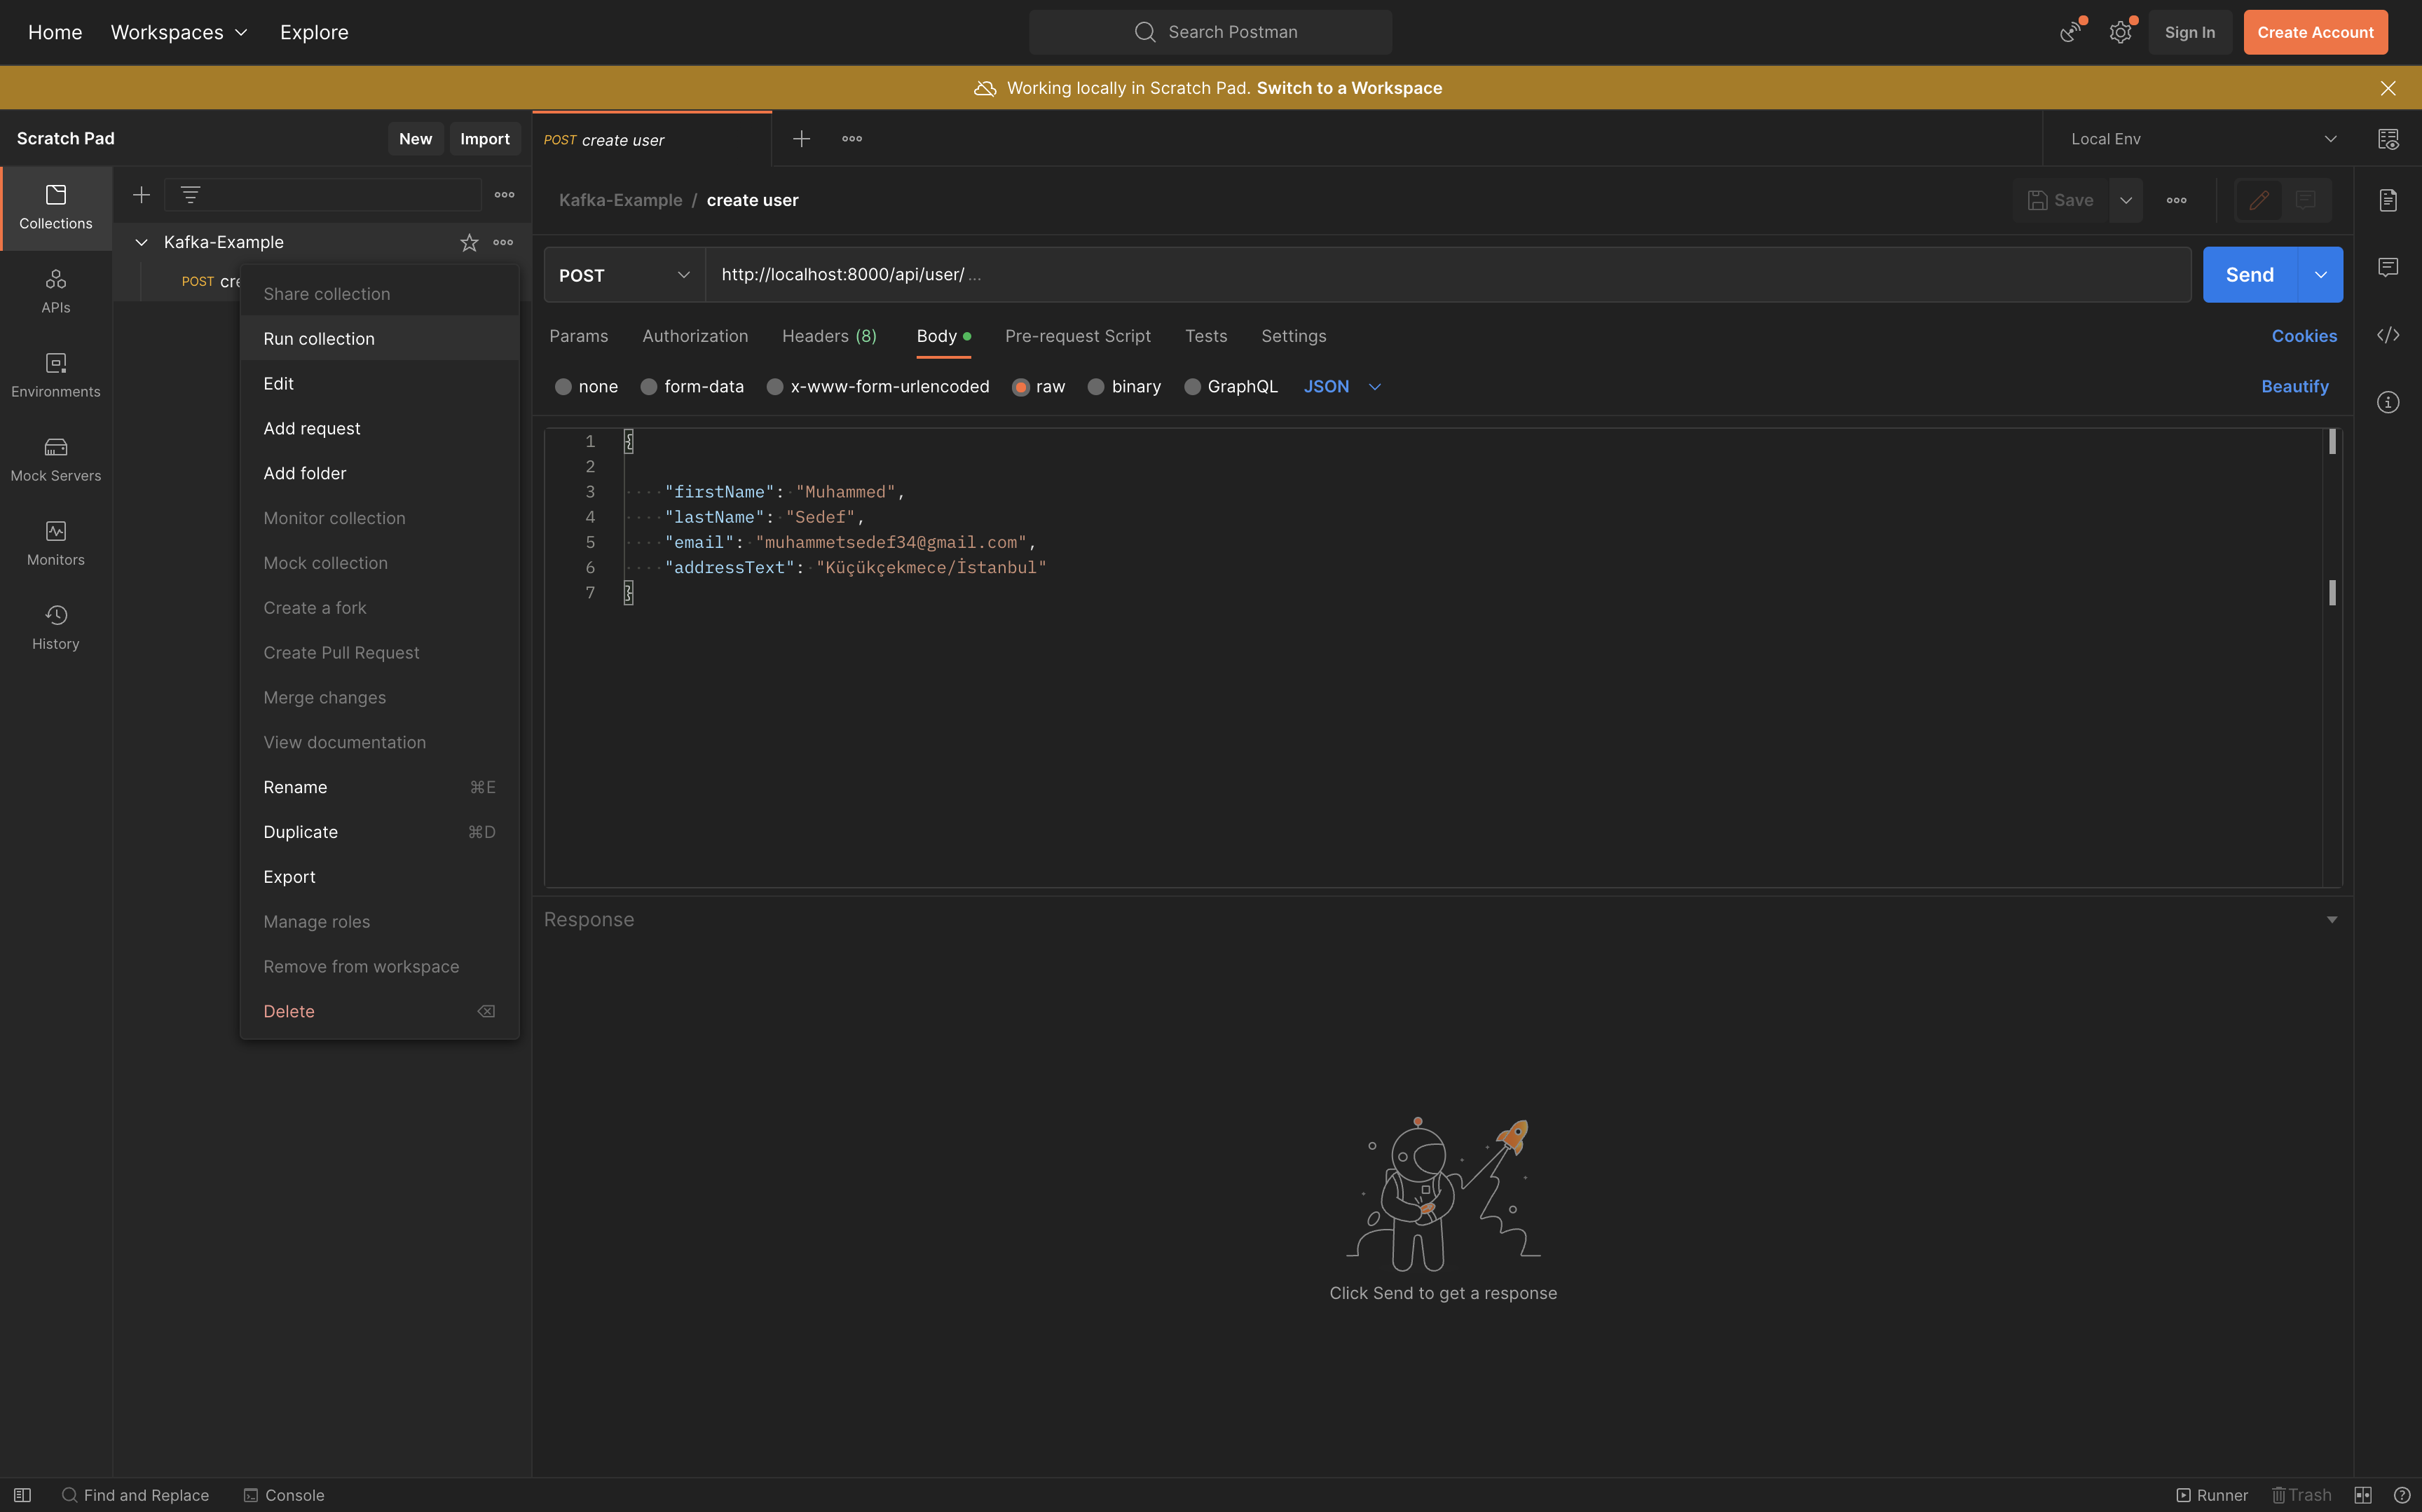 Home Workspaces Explore Search Postman Sign In Create Account
Working locally in Scratch Pad. Switch to a Workspace
Scratch Pad New Import
POST create user
Local Env
Collections
APIs
Environments
Mock Servers
Monitors
History
Kafka-Example
POST cre
Share collection
Run collection
Edit
Add request
Add folder
Monitor collection
Mock collection
Create a fork
Create Pull Request
Merge changes
View documentation
Rename ⌘E
Duplicate ⌘D
Export
Manage roles
Remove from workspace
Delete
Kafka-Example / create user
Save
POST http://localhost:8000/api/user/ ...
Send
Params Authorization Headers (8) Body Pre-request Script Tests Settings Cookies
none form-data x-www-form-urlencoded raw binary GraphQL JSON Beautify
1 {
2
3 "firstName": "Muhammed",
4 "lastName": "Sedef",
5 "email": "muhammetsedef34@gmail.com",
6 "addressText": "Küçükçekmece/İstanbul"
7 }
Response
Click Send to get a response
Find and Replace Console Runner Trash